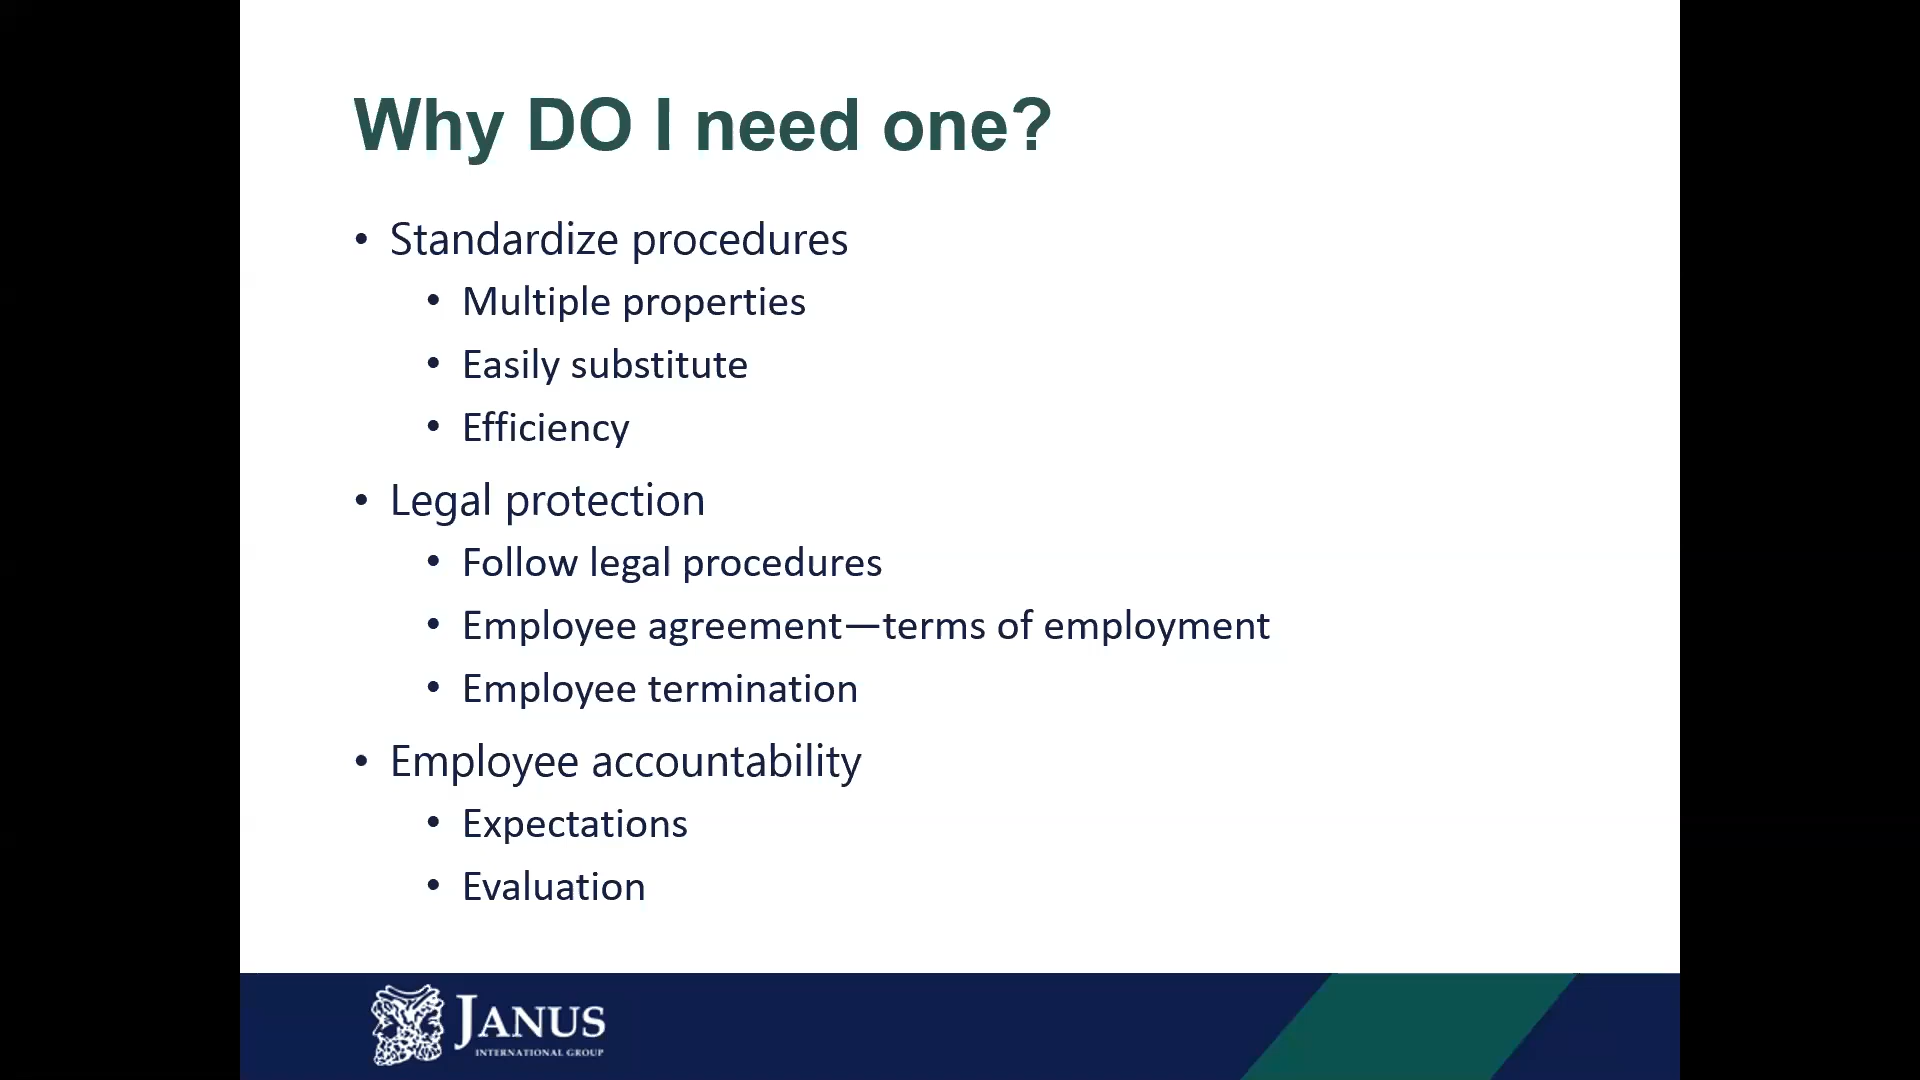 Why DO I need one?
• Standardize procedures
• Multiple properties
• Easily substitute
• Efficiency
• Legal protection
• Follow legal procedures
• Employee agreement—terms of employment
• Employee termination
• Employee accountability
• Expectations
• Evaluation
JANUS
INTERNATIONAL GROUP